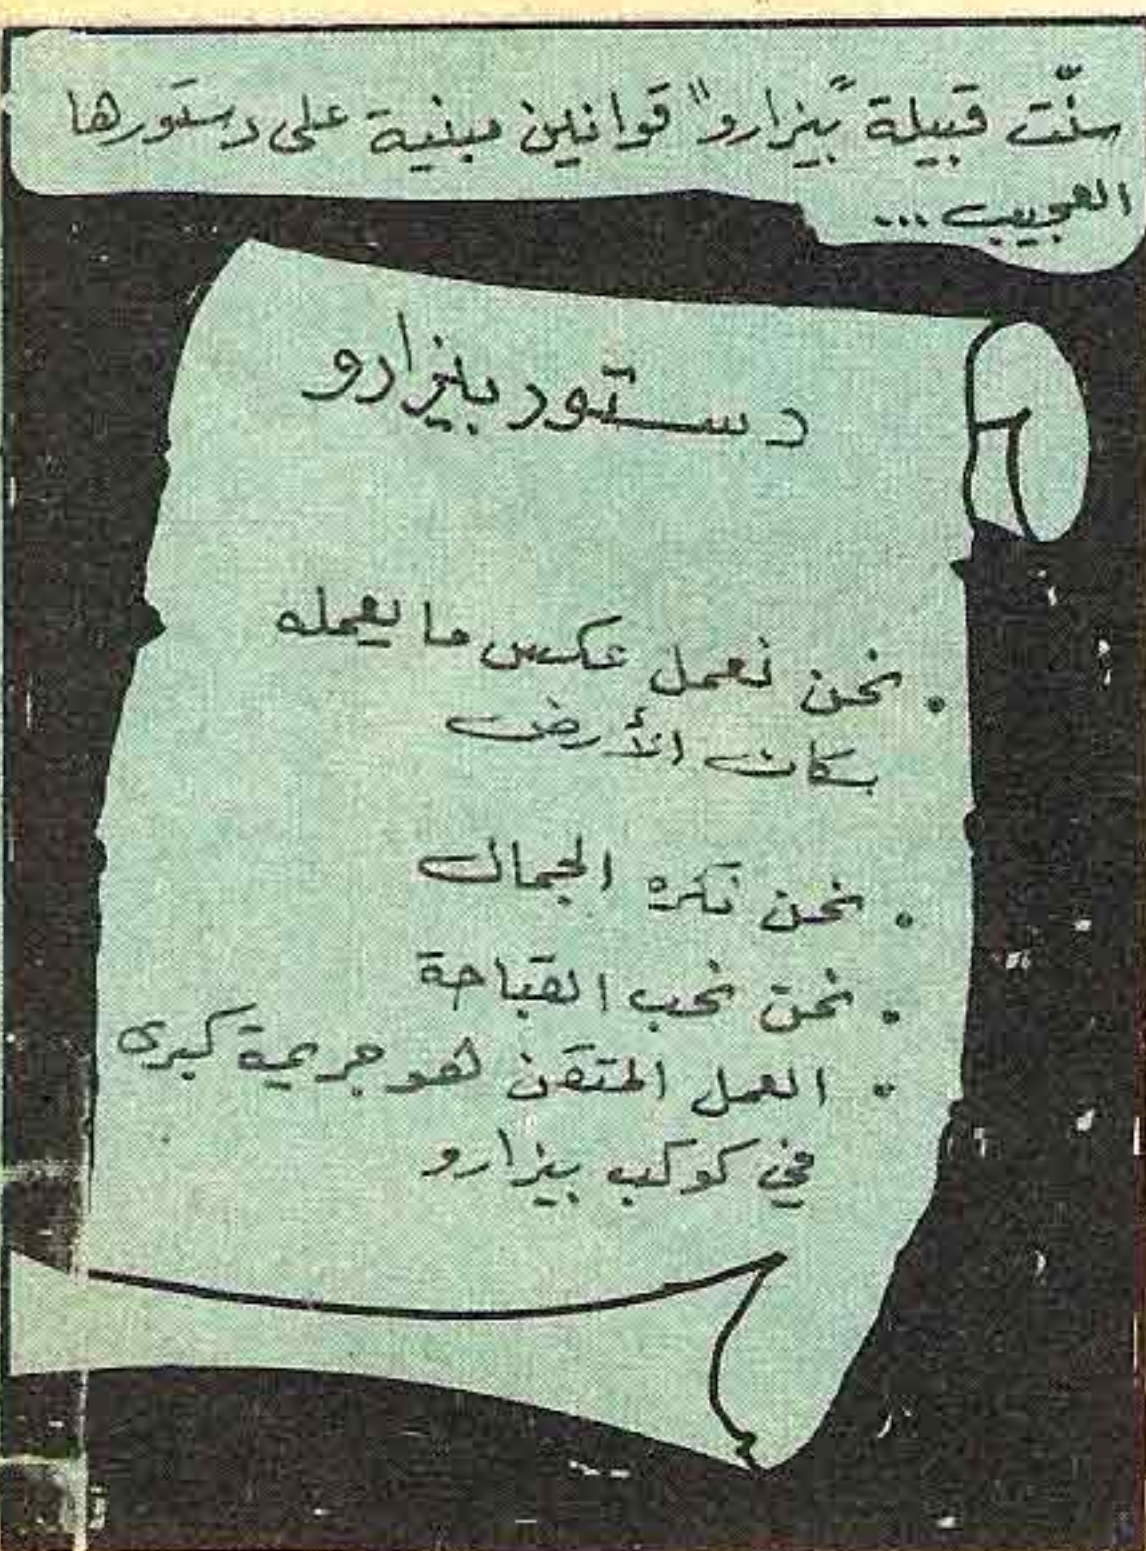 سنّت قبيلة "بيزارو" قوانين مبنية على دستورها
العجيب...
دستور بيزارو
. نحن نعمل عكس ما يعمله
سكان الأرض
. نحن نكره الجمال
. نحن نحب القباحة
. العمل المتقن هو جريمة كبرى
في كوكب بيزارو